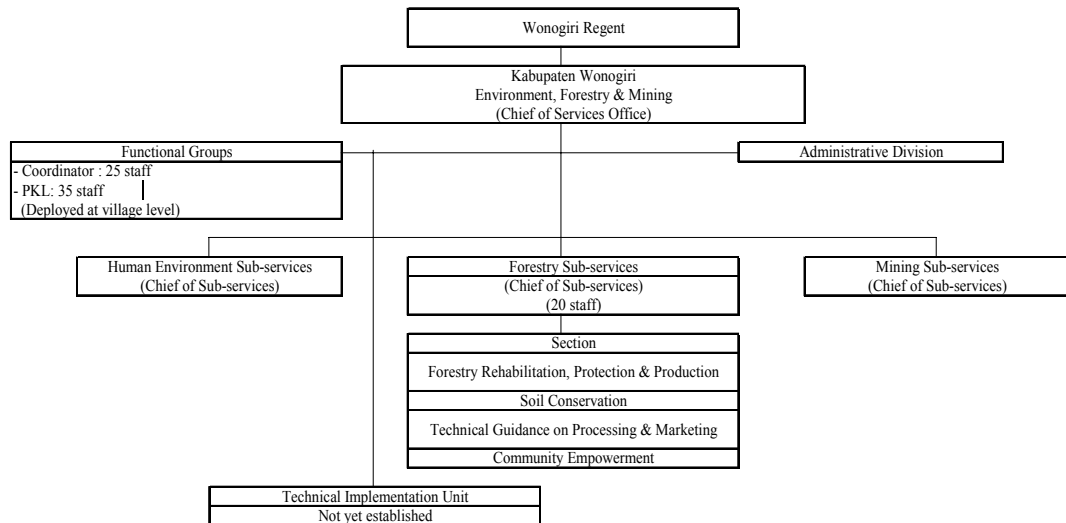 Wonogiri Regent
Kabupaten Wonogiri
Environment, Forestry & Mining
(Chief of Services Office)
Functional Groups
- Coordinator : 25 staff
- PKL: 35 staff
(Deployed at village level)
Administrative Division
Human Environment Sub-services
(Chief of Sub-services)
Forestry Sub-services
(Chief of Sub-services)
(20 staff)
Mining Sub-services
(Chief of Sub-services)
Section
Forestry Rehabilitation, Protection & Production
Soil Conservation
Technical Guidance on Processing & Marketing
Community Empowerment
Technical Implementation Unit
Not yet established